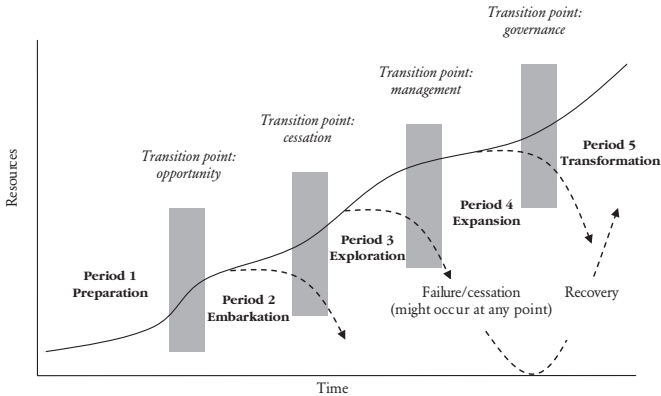 Transition point:
governance
Transition point:
management
Transition point:
cessation
Transition point:
opportunity
Resources
Period 1
Preparation
Period 2
Embarkation
Period 3
Exploration
Period 4
Expansion
Period 5
Transformation
Failure/cessation
(might occur at any point)
Recovery
Time